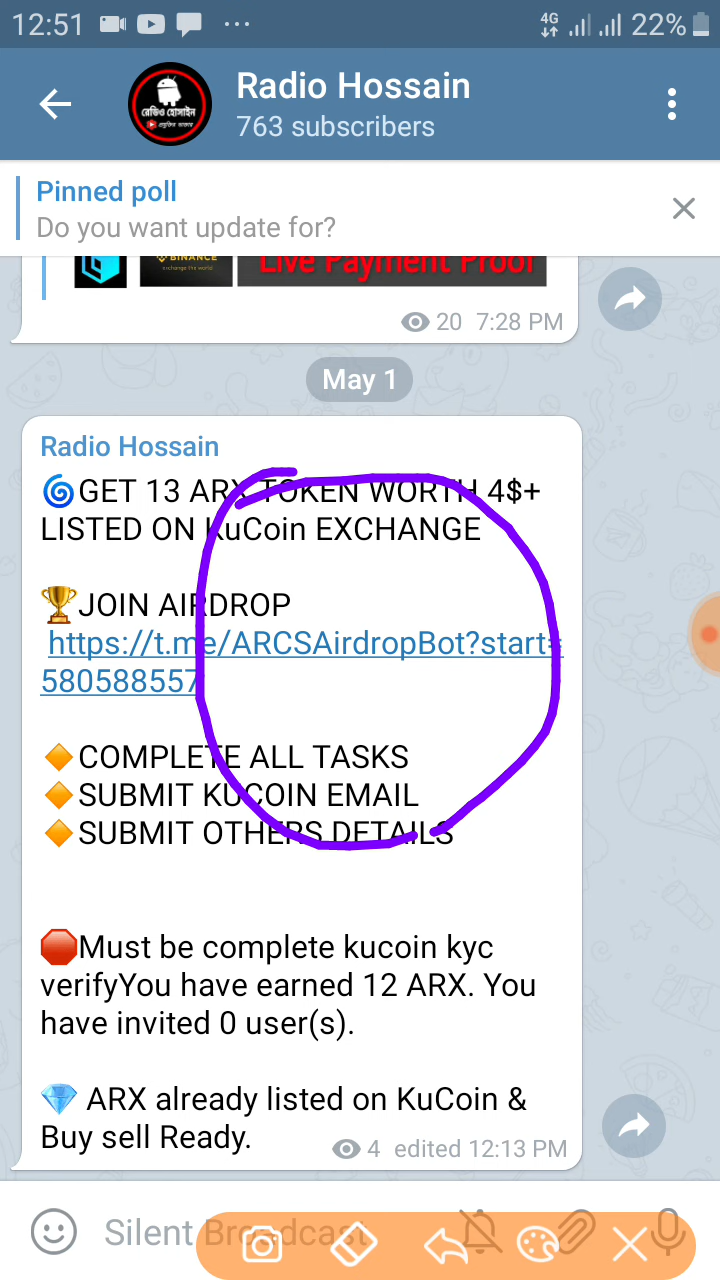 12:51 4G 22%
রেডিও হোসাইন
Radio Hossain
763 subscribers
Pinned poll
Do you want update for?
BINANCE
exchange the world
Live Payment Proof
20 7:28 PM
May 1
Radio Hossain
🌀GET 13 ARX TOKEN WORTH 4$+
LISTED ON KuCoin EXCHANGE
🏆JOIN AIRDROP
https://t.me/ARCSAirdropBot?start=
580588557
🔸COMPLETE ALL TASKS
🔸SUBMIT KUCOIN EMAIL
🔸SUBMIT OTHERS DETAILS
🛑Must be complete kucoin kyc
verifyYou have earned 12 ARX. You
have invited 0 user(s).
💎 ARX already listed on KuCoin &
Buy sell Ready.
4 edited 12:13 PM
Silent Broadcast